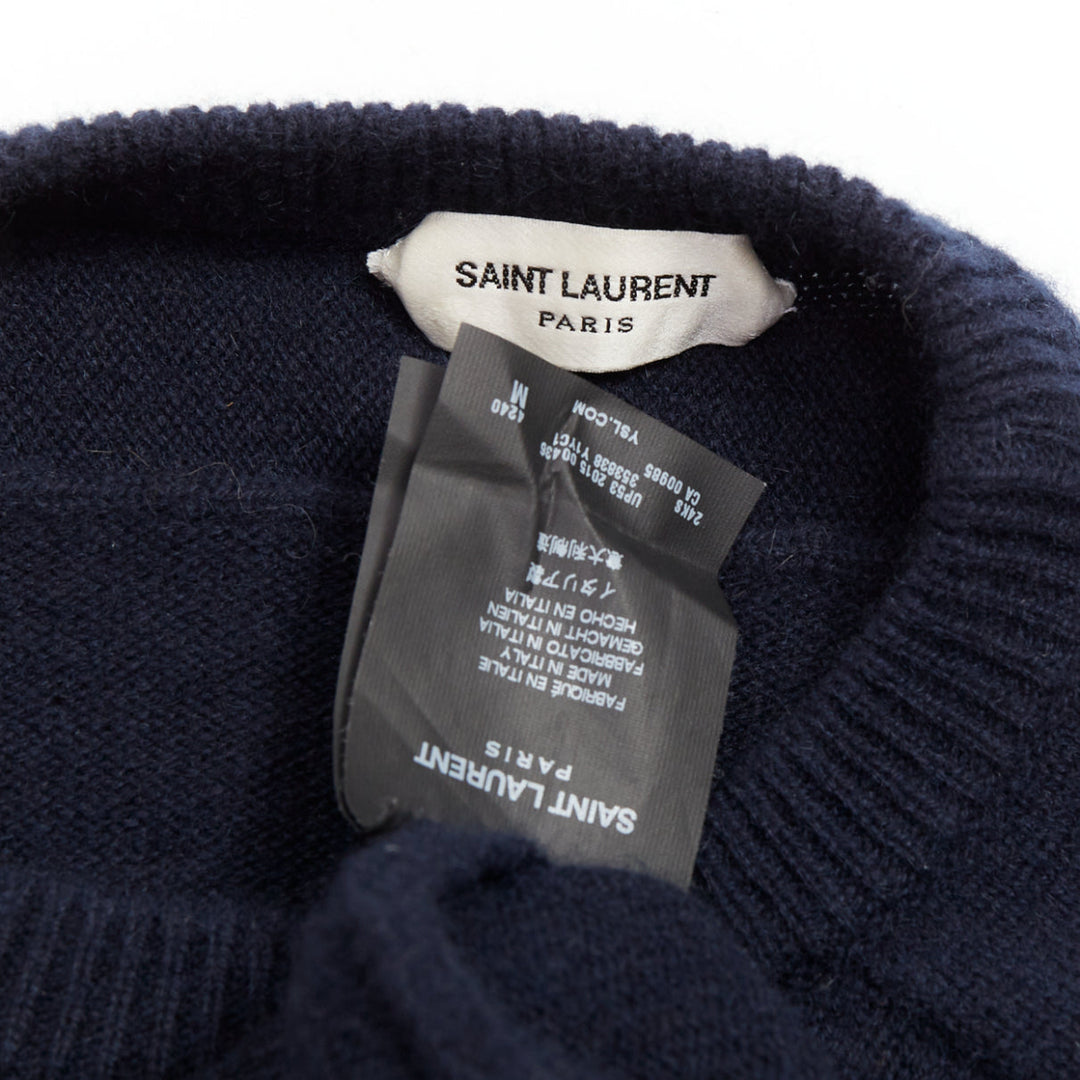 SAINT LAURENT
PARIS
SAINT LAURENT
PARIS
FABRIQUÉ EN ITALIE
MADE IN ITALY
FABBRICATO IN ITALIA
GEMACHT IN ITALIEN
HECHO EN ITALIA
イタリア製
意大利制造
UP53 2015 00436
353838 Y1YC1
24KS
CA 00985
YSL.COM
4240
M